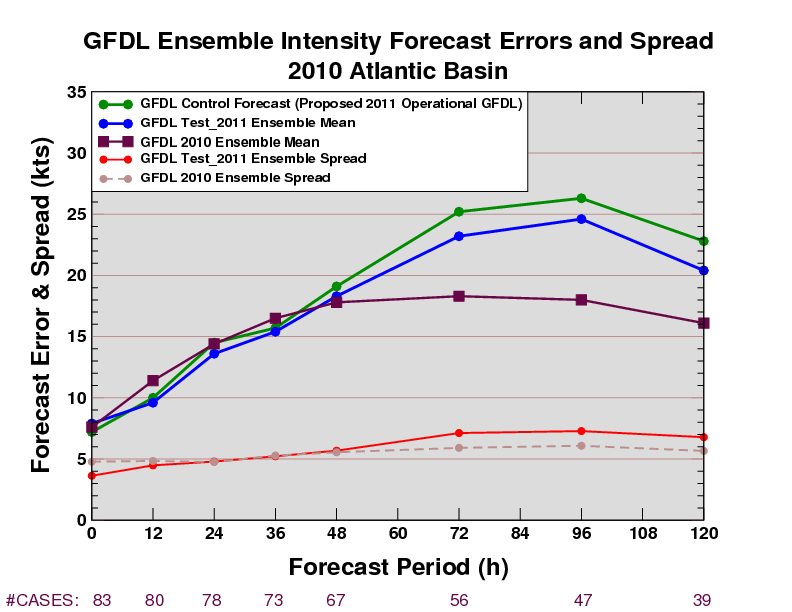 GFDL Ensemble Intensity Forecast Errors and Spread
2010 Atlantic Basin
GFDL Control Forecast (Proposed 2011 Operational GFDL)
GFDL Test_2011 Ensemble Mean
GFDL 2010 Ensemble Mean
GFDL Test_2011 Ensemble Spread
GFDL 2010 Ensemble Spread
Forecast Error & Spread (kts)
35
30
25
20
15
10
5
0
0 12 24 36 48 60 72 84 96 108 120
Forecast Period (h)
#CASES: 83 80 78 73 67 56 47 39